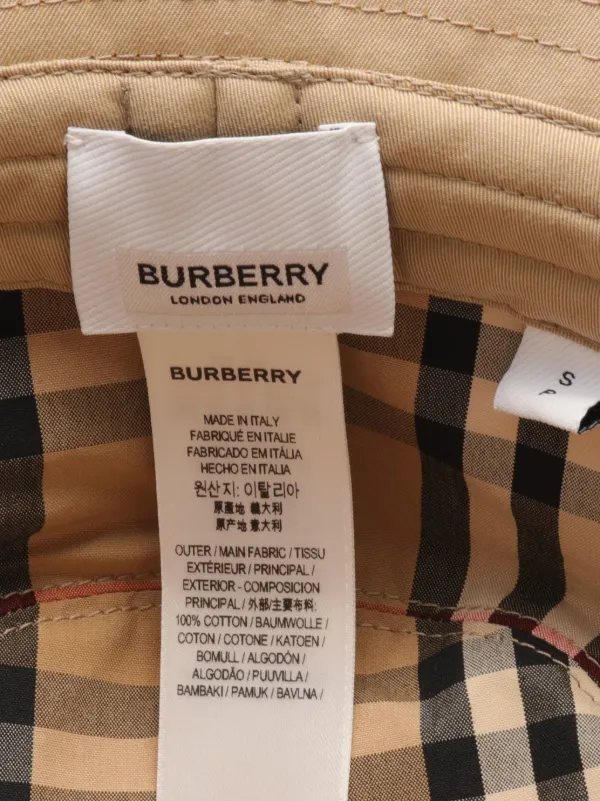 BURBERRY
LONDON ENGLAND
BURBERRY
MADE IN ITALY
FABRIQUÉ EN ITALIE
FABRICADO EM ITÁLIA
HECHO EN ITALIA
원산지: 이탈리아
原產地 義大利
原产地 意大利
OUTER / MAIN FABRIC / TISSU
EXTÉRIEUR / PRINCIPAL /
EXTERIOR - COMPOSICIÓN
PRINCIPAL / 外部/主要布料:
100% COTTON / BAUMWOLLE /
COTON / COTONE / KATOEN /
BOMULL / ALGODÓN /
ALGODÃO / PUUVILLA /
BAMBAKI / PAMUK / BAVLNA /
S